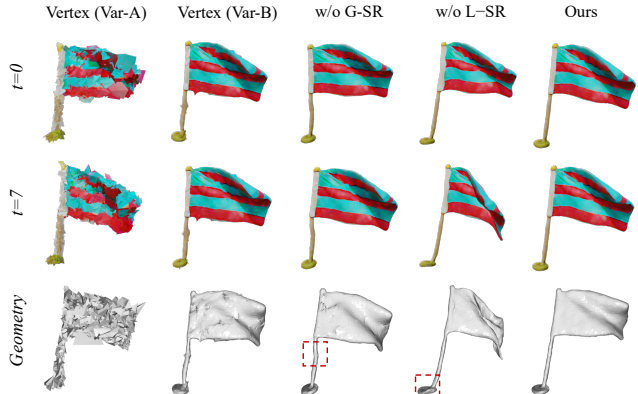 Vertex (Var-A) Vertex (Var-B) w/o G-SR w/o L−SR Ours
t=0
t=7
Geometry